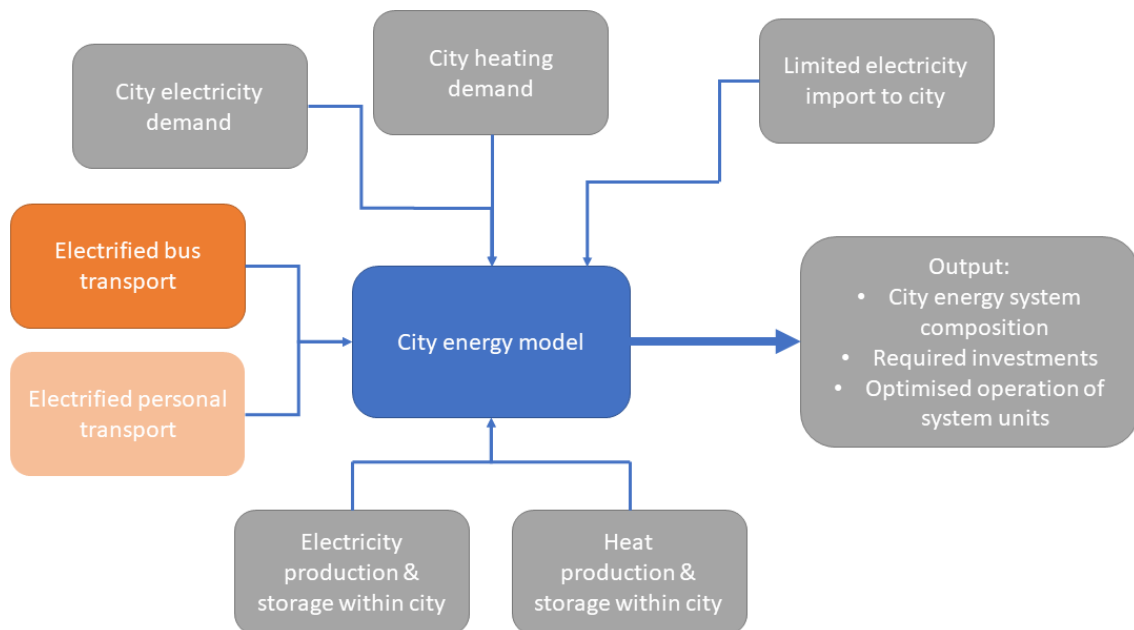 City electricity
demand
City heating
demand
Limited electricity
import to city
Electrified bus
transport
Electrified personal
transport
City energy model
Output:
• City energy system
composition
• Required investments
• Optimised operation of
system units
Electricity
production &
storage within city
Heat
production &
storage within city